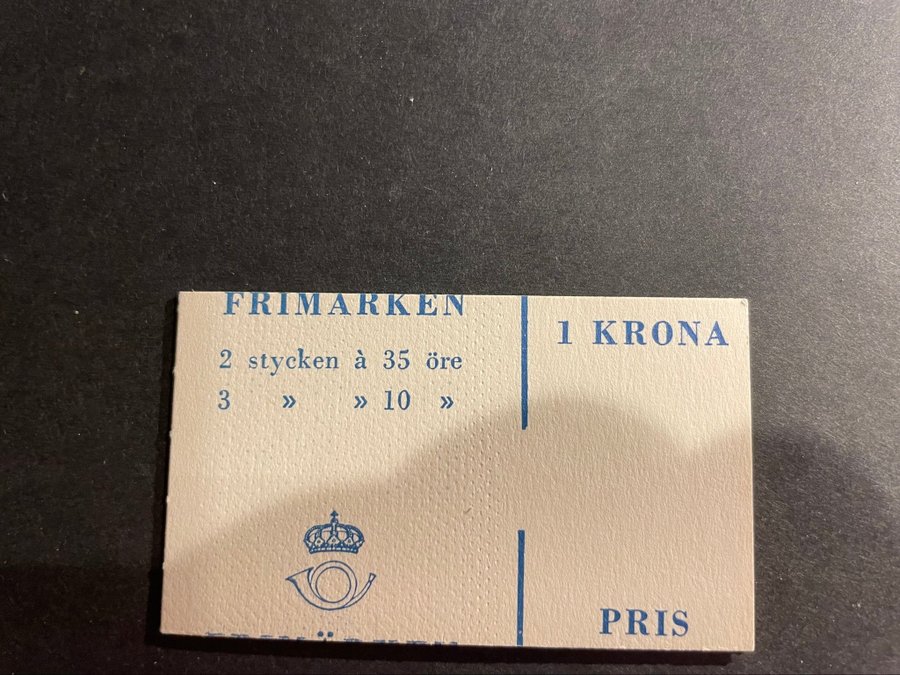 FRIMARKEN
2 stycken à 35 öre
3 » » 10 »
1 KRONA
PRIS